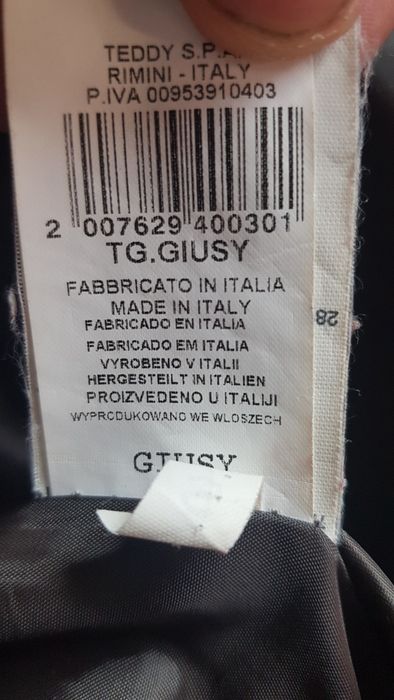 TEDDY S.P.A.
RIMINI - ITALY
P.IVA 00953910403
2 007629 400301
TG.GIUSY
FABBRICATO IN ITALIA
MADE IN ITALY
FABRICADO EN ITALIA
FABRICADO EM ITALIA
VYROBENO V ITALII
HERGESTEILT IN ITALIEN
PROIZVEDENO U ITALIJI
WYPRODUKOWANO WE WLOSZECH
GIUSY
28